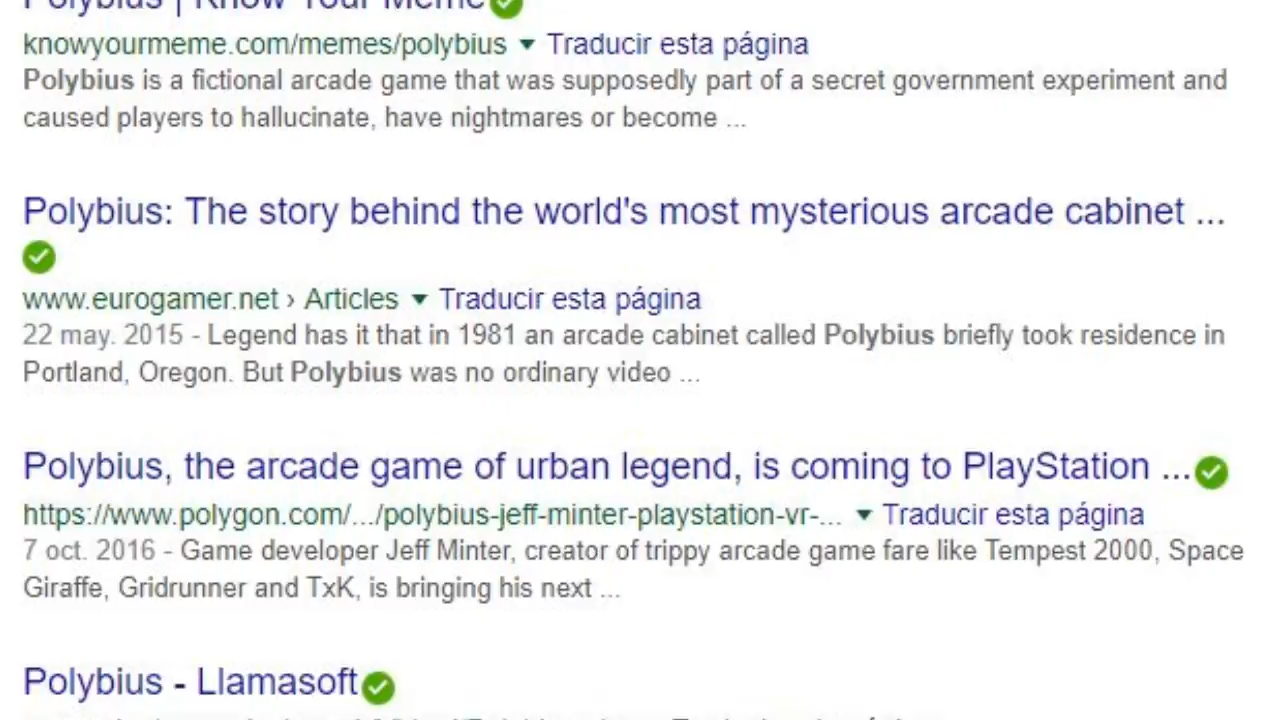 Polybius | Know Your Meme
knowyourmeme.com/memes/polybius ▼ Traducir esta página
Polybius is a fictional arcade game that was supposedly part of a secret government experiment and
caused players to hallucinate, have nightmares or become ...
Polybius: The story behind the world's most mysterious arcade cabinet ...
www.eurogamer.net › Articles ▼ Traducir esta página
22 may. 2015 - Legend has it that in 1981 an arcade cabinet called Polybius briefly took residence in
Portland, Oregon. But Polybius was no ordinary video ...
Polybius, the arcade game of urban legend, is coming to PlayStation ...
https://www.polygon.com/.../polybius-jeff-minter-playstation-vr-... ▼ Traducir esta página
7 oct. 2016 - Game developer Jeff Minter, creator of trippy arcade game fare like Tempest 2000, Space
Giraffe, Gridrunner and TxK, is bringing his next ...
Polybius - Llamasoft